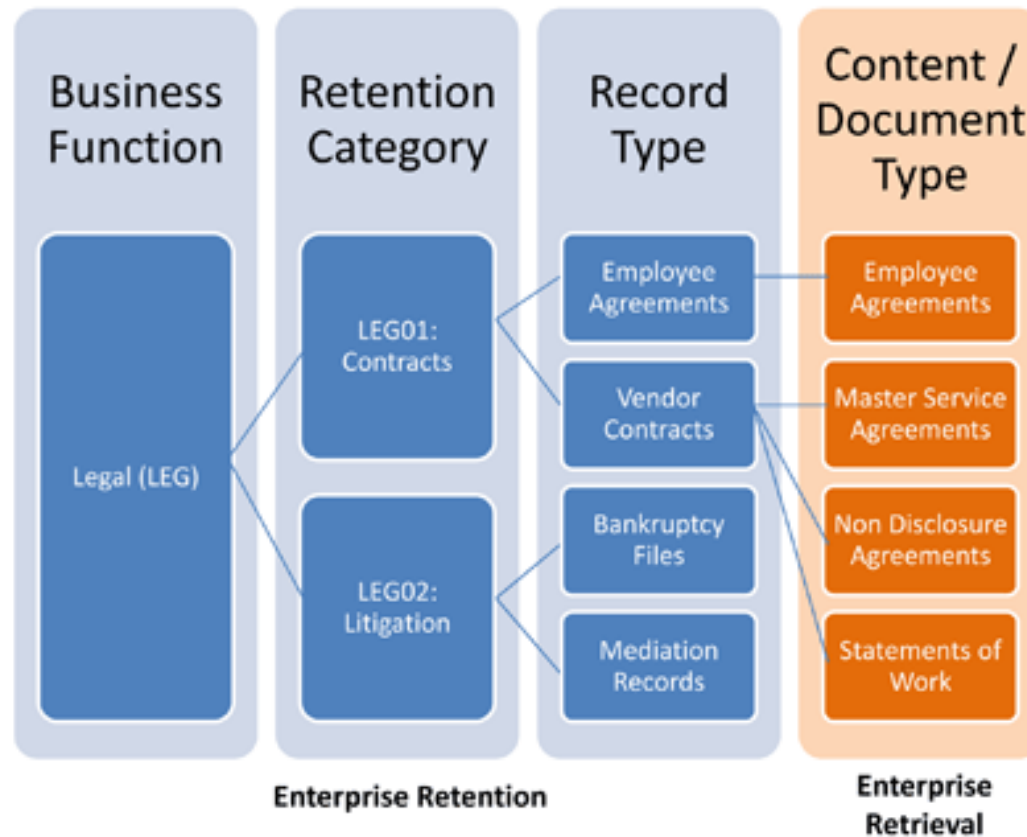 Business
Function
Retention
Category
Record
Type
Content /
Document
Type
Legal (LEG)
LEG01:
Contracts
LEG02:
Litigation
Employee
Agreements
Vendor
Contracts
Bankruptcy
Files
Mediation
Records
Employee
Agreements
Master Service
Agreements
Non Disclosure
Agreements
Statements of
Work
Enterprise Retention
Enterprise
Retrieval